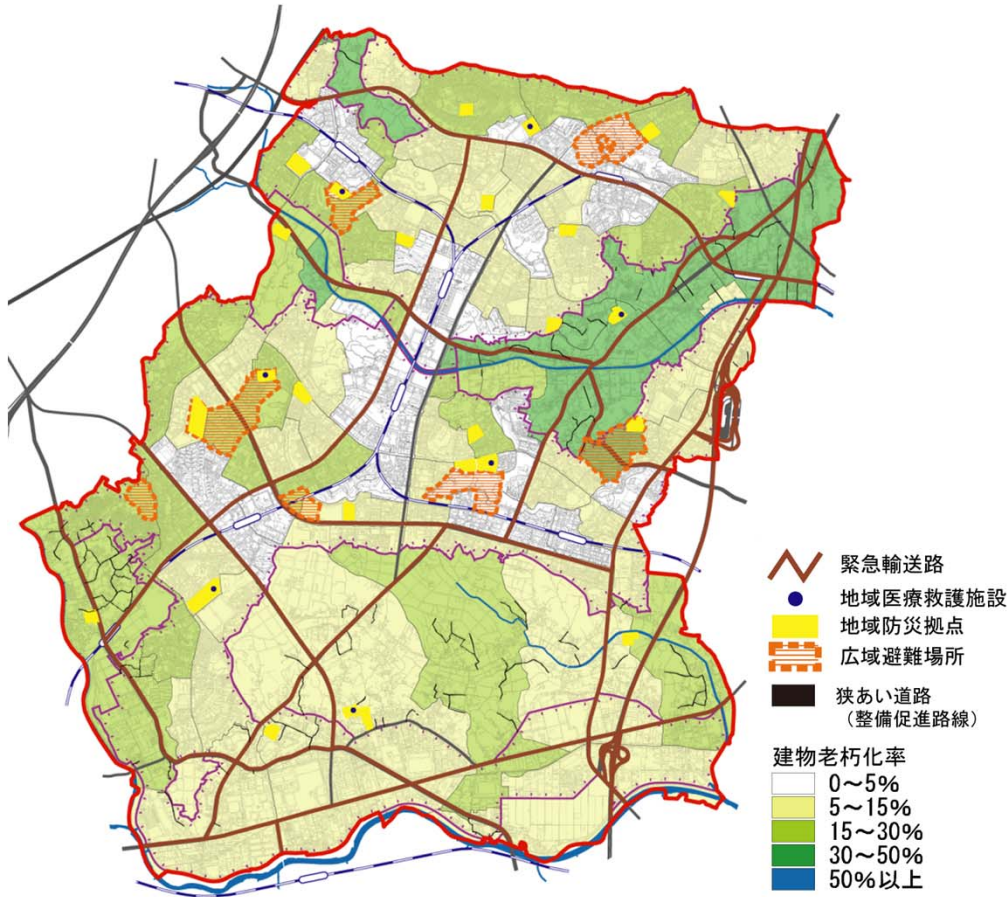 緊急輸送路
地域医療救護施設
地域防災拠点
広域避難場所
狭あい道路
（整備促進路線）
建物老朽化率
0～5%
5～15%
15～30%
30～50%
50%以上